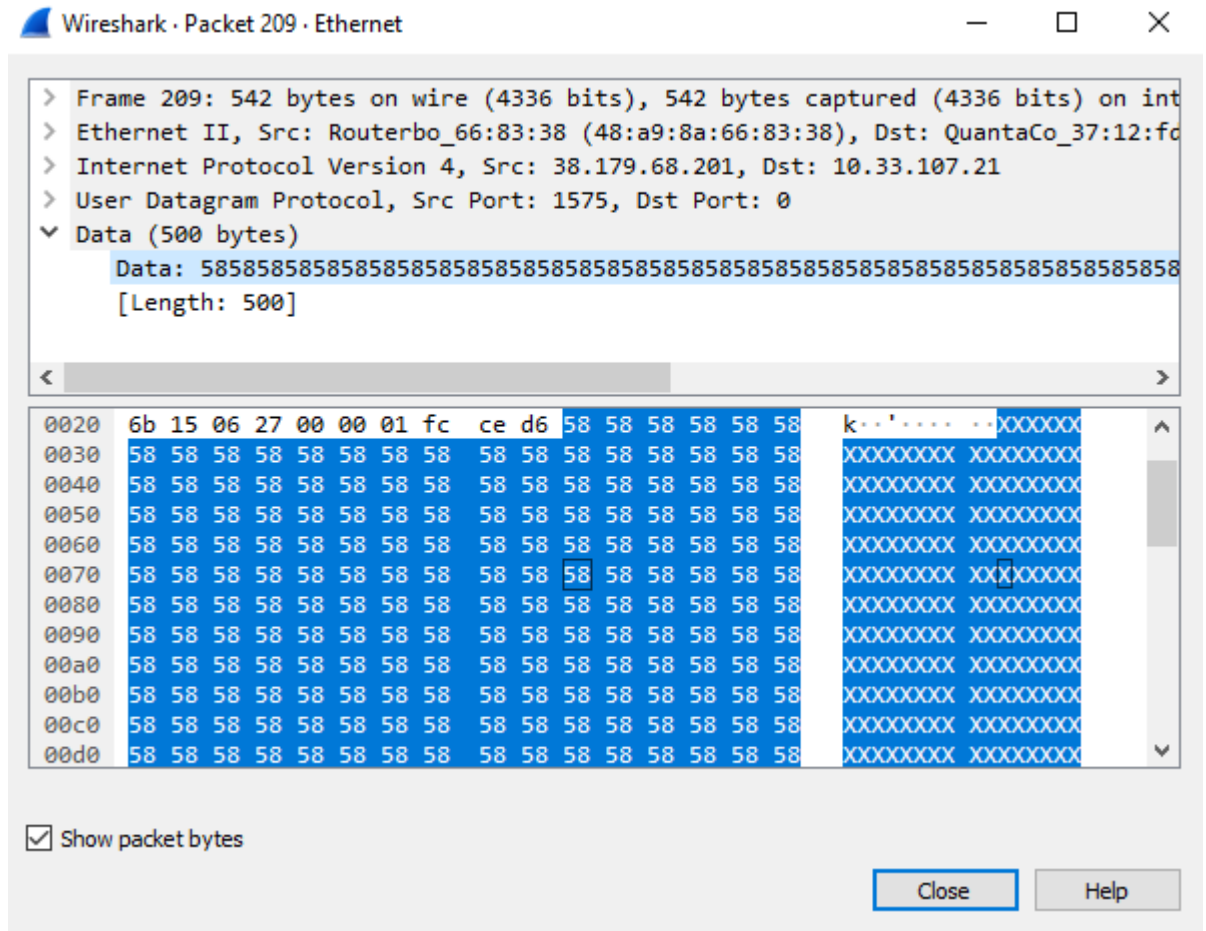 Wireshark · Packet 209 · Ethernet
Frame 209: 542 bytes on wire (4336 bits), 542 bytes captured (4336 bits) on int
Ethernet II, Src: Routerbo_66:83:38 (48:a9:8a:66:83:38), Dst: QuantaCo_37:12:fd
Internet Protocol Version 4, Src: 38.179.68.201, Dst: 10.33.107.21
User Datagram Protocol, Src Port: 1575, Dst Port: 0
Data (500 bytes)
Data: 5858585858585858585858585858585858585858585858585858585858585858585858
[Length: 500]
0020 6b 15 06 27 00 00 01 fc ce d6 58 58 58 58 58 58 k··'···· ··XXXXXX
0030 58 58 58 58 58 58 58 58 58 58 58 58 58 58 58 58 XXXXXXXX XXXXXXXX
0040 58 58 58 58 58 58 58 58 58 58 58 58 58 58 58 58 XXXXXXXX XXXXXXXX
0050 58 58 58 58 58 58 58 58 58 58 58 58 58 58 58 58 XXXXXXXX XXXXXXXX
0060 58 58 58 58 58 58 58 58 58 58 58 58 58 58 58 58 XXXXXXXX XXXXXXXX
0070 58 58 58 58 58 58 58 58 58 58 58 58 58 58 58 58 XXXXXXXX XXXXXXXX
0080 58 58 58 58 58 58 58 58 58 58 58 58 58 58 58 58 XXXXXXXX XXXXXXXX
0090 58 58 58 58 58 58 58 58 58 58 58 58 58 58 58 58 XXXXXXXX XXXXXXXX
00a0 58 58 58 58 58 58 58 58 58 58 58 58 58 58 58 58 XXXXXXXX XXXXXXXX
00b0 58 58 58 58 58 58 58 58 58 58 58 58 58 58 58 58 XXXXXXXX XXXXXXXX
00c0 58 58 58 58 58 58 58 58 58 58 58 58 58 58 58 58 XXXXXXXX XXXXXXXX
00d0 58 58 58 58 58 58 58 58 58 58 58 58 58 58 58 58 XXXXXXXX XXXXXXXX
Show packet bytes
Close Help